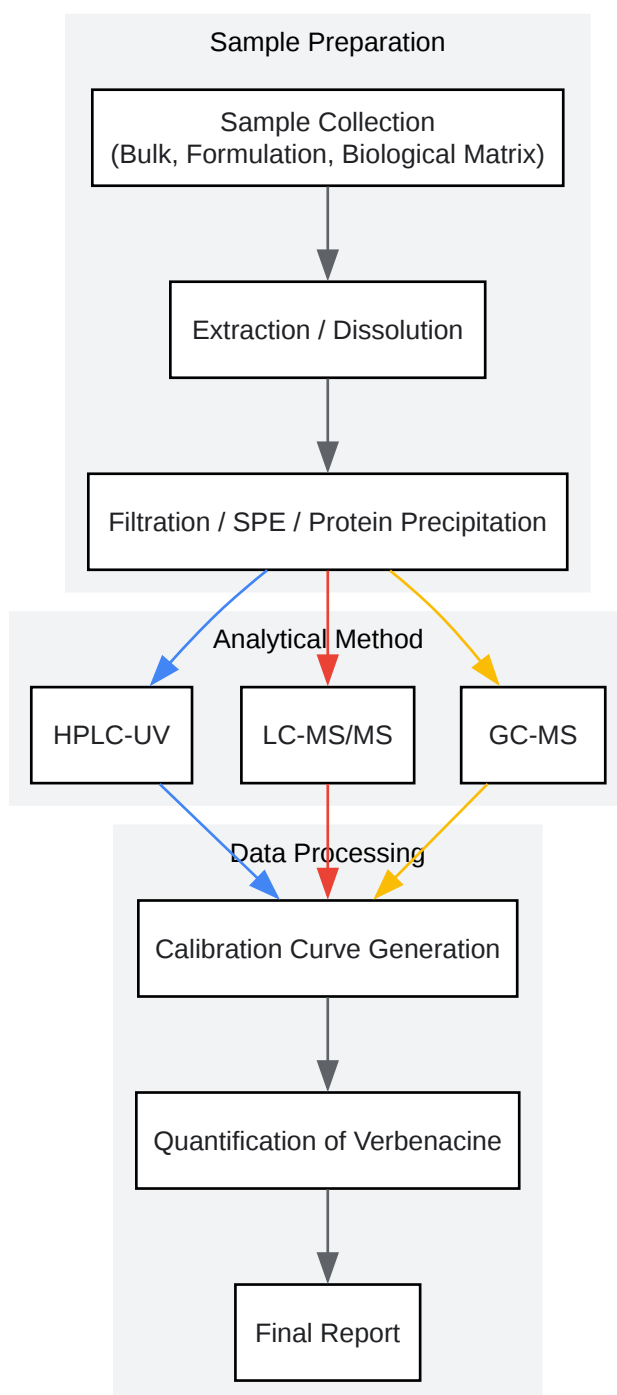 Sample Preparation
Sample Collection
(Bulk, Formulation, Biological Matrix)
Extraction / Dissolution
Filtration / SPE / Protein Precipitation
Analytical Method
HPLC-UV
LC-MS/MS
GC-MS
Data Processing
Calibration Curve Generation
Quantification of Verbenacine
Final Report